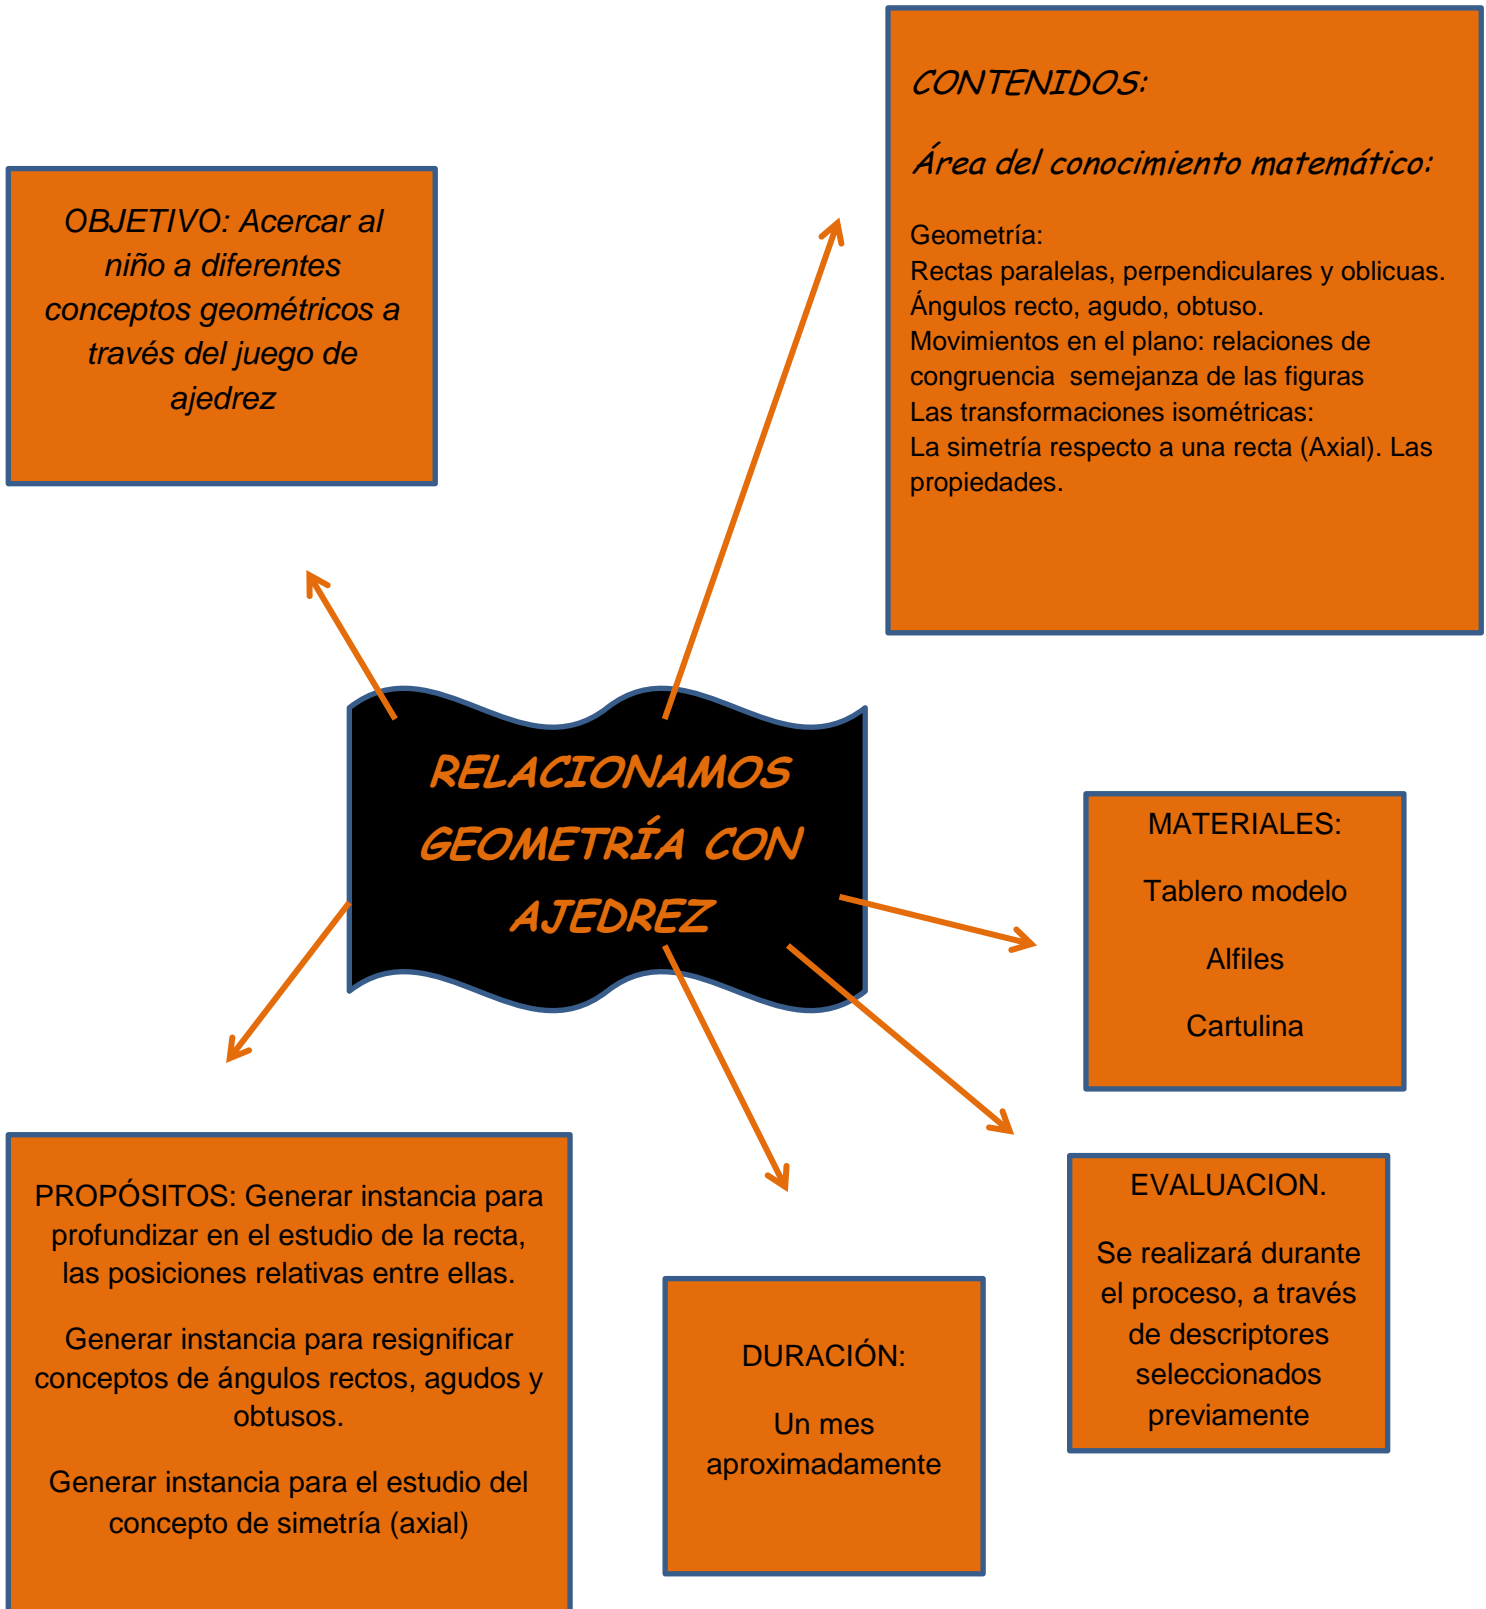 CONTENIDOS:
Área del conocimiento matemático:
Geometría:
Rectas paralelas, perpendiculares y oblicuas.
Ángulos recto, agudo, obtuso.
Movimientos en el plano: relaciones de
congruencia  semejanza de las figuras
Las transformaciones isométricas:
La simetría respecto a una recta (Axial). Las
propiedades.
OBJETIVO: Acercar al
niño a diferentes
conceptos geométricos a
través del juego de
ajedrez
RELACIONAMOS
GEOMETRÍA CON
AJEDREZ
MATERIALES:
Tablero modelo
Alfiles
Cartulina
PROPÓSITOS: Generar instancia para
profundizar en el estudio de la recta,
las posiciones relativas entre ellas.
Generar instancia para resignificar
conceptos de ángulos rectos, agudos y
obtusos.
Generar instancia para el estudio del
concepto de simetría (axial)
DURACIÓN:
Un mes
aproximadamente
EVALUACION.
Se realizará durante
el proceso, a través
de descriptores
seleccionados
previamente